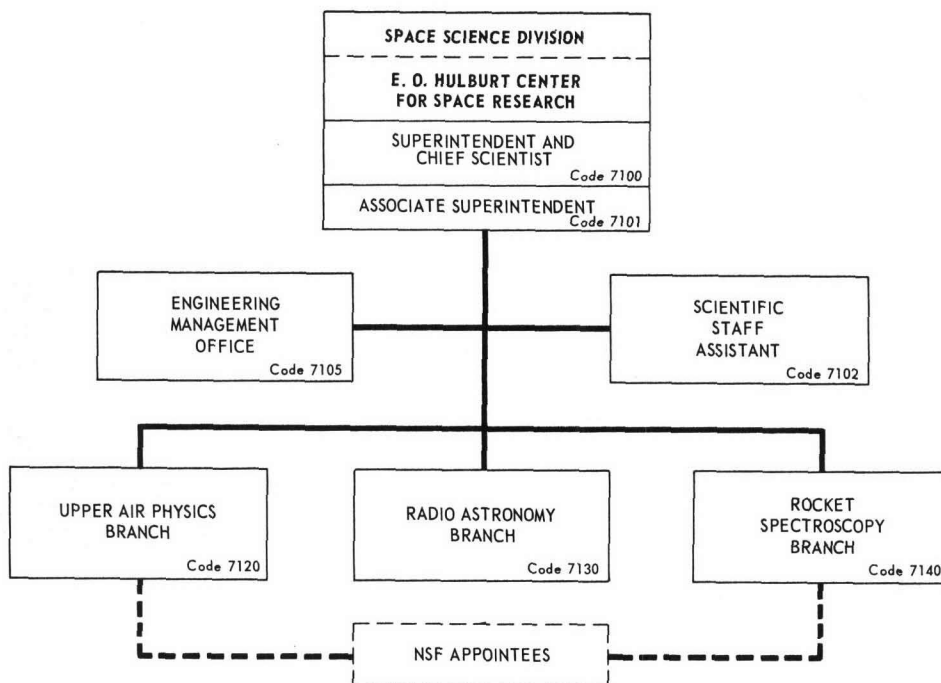 SPACE SCIENCE DIVISION
E. O. HULBURT CENTER
FOR SPACE RESEARCH
SUPERINTENDENT AND
CHIEF SCIENTIST
Code 7100
ASSOCIATE SUPERINTENDENT
Code 7101
ENGINEERING
MANAGEMENT
OFFICE
Code 7105
SCIENTIFIC
STAFF
ASSISTANT
Code 7102
UPPER AIR PHYSICS
BRANCH
Code 7120
RADIO ASTRONOMY
BRANCH
Code 7130
ROCKET
SPECTROSCOPY
BRANCH
Code 7140
NSF APPOINTEES